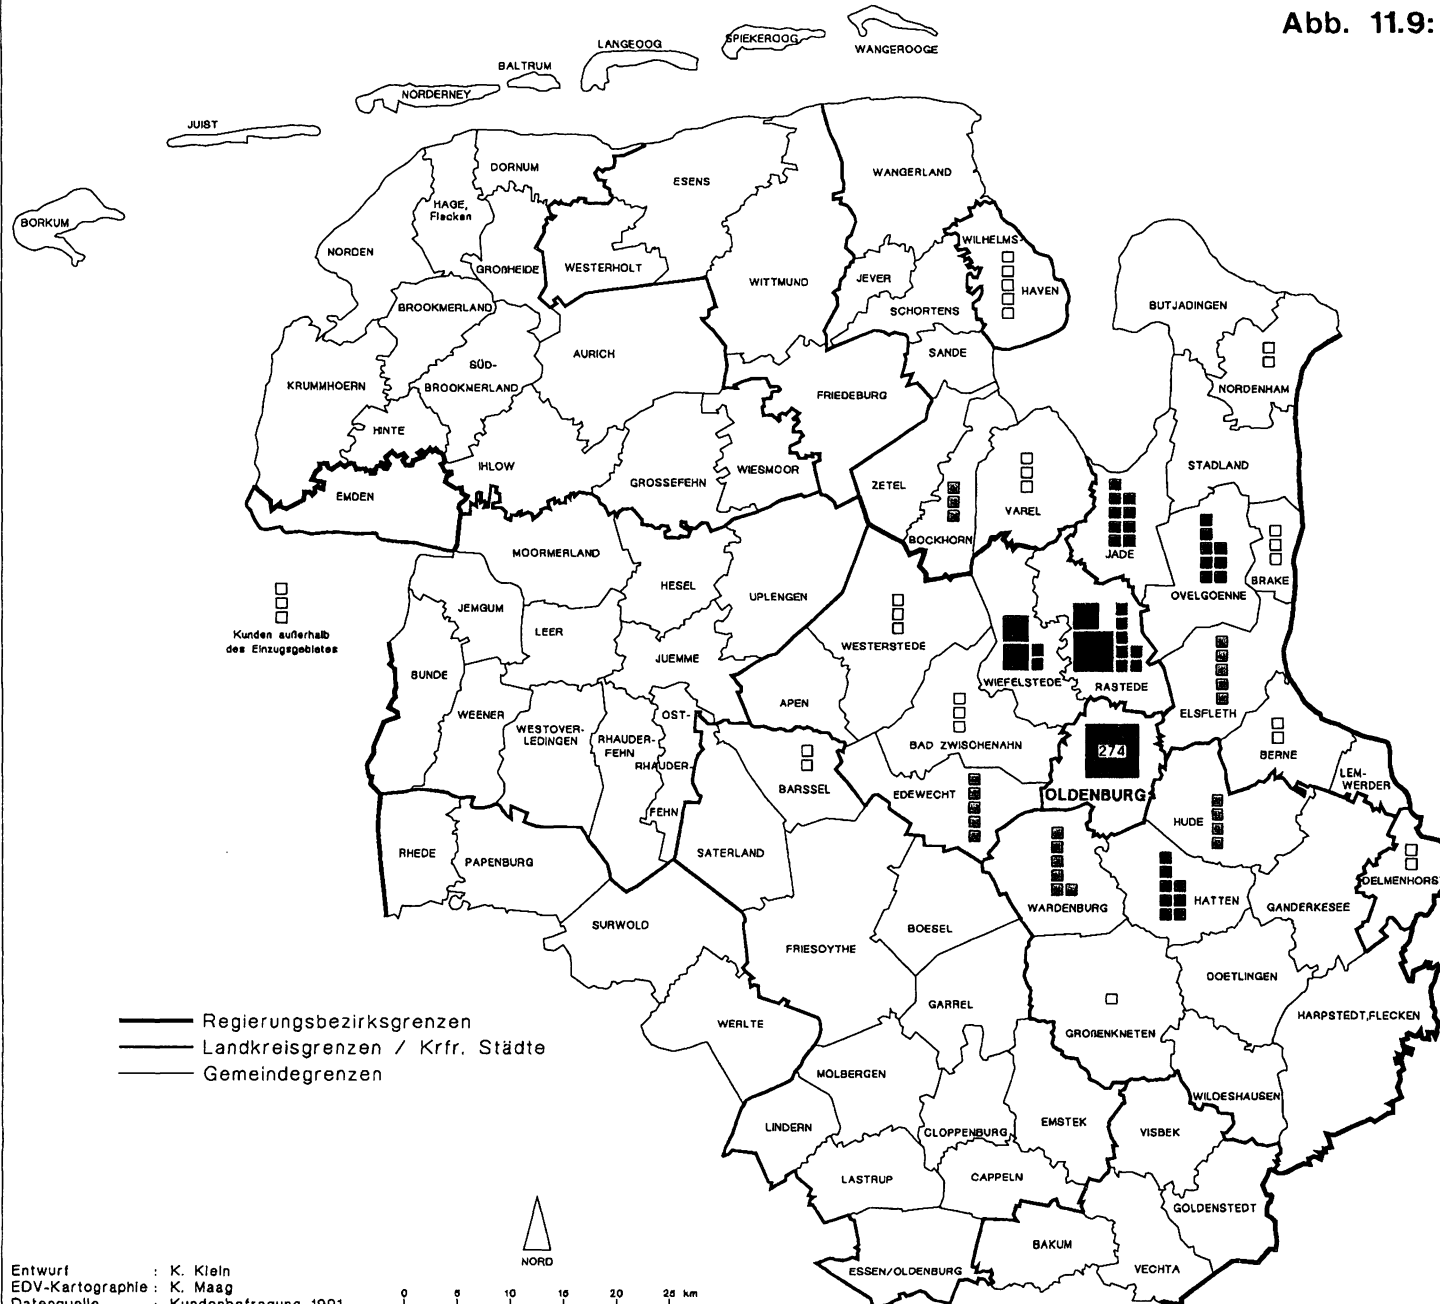 Abb. 11.9:
WANGEROOGE
SPIEKEROOG
LANGEOOG
BALTRUM
NORDERNEY
JUIST
BORKUM
DORNUM
HAGE,
Flecken
NORDEN
GROßHEIDE
ESENS
WESTERHOLT
WITTMUND
WANGERLAND
WILHELMS-
HAVEN
JEVER
SCHORTENS
SANDE
BUTJADINGEN
NORDENHAM
BROOKMERLAND
SÜD-
BROOKMERLAND
AURICH
KRUMMHOERN
HINTE
IHLOW
EMDEN
GROSSEFEHN
WIESMOOR
FRIEDEBURG
ZETEL
BOCKHORN
VAREL
JADE
STADLAND
OVELGOENNE
BRAKE
MOORMERLAND
HESEL
UPLENGEN
JEMGUM
LEER
JUEMME
BUNDE
WEENER
WESTOVER-
LEDINGEN
RHAUDER-
FEHN
OST-
RHAUDER-
FEHN
Kunden außerhalb
des Einzugsgebietes
WESTERSTEDE
WIEFELSTEDE
RASTEDE
ELSFLETH
APEN
BAD ZWISCHENAHN
274
OLDENBURG
BERNE
LEM-
WERDER
BARSSEL
EDEWECHT
HUDE
RHEDE
PAPENBURG
SATERLAND
WARDENBURG
HATTEN
GANDERKESEE
DELMENHORST
SURWOLD
FRIESOYTHE
BOESEL
DOETLINGEN
GARREL
GROßENKNETEN
HARPSTEDT,FLECKEN
WERLTE
MOLBERGEN
WILDESHAUSEN
LINDERN
CLOPPENBURG
EMSTEK
VISBEK
LASTRUP
CAPPELN
GOLDENSTEDT
BAKUM
VECHTA
ESSEN/OLDENBURG
Regierungsbezirksgrenzen
Landkreisgrenzen / Krfr. Städte
Gemeindegrenzen
NORD
Entwurf : K. Klein
EDV-Kartographie : K. Maag
Datenquelle : Kundenbefragung 1991
0 5 10 15 20 25 km